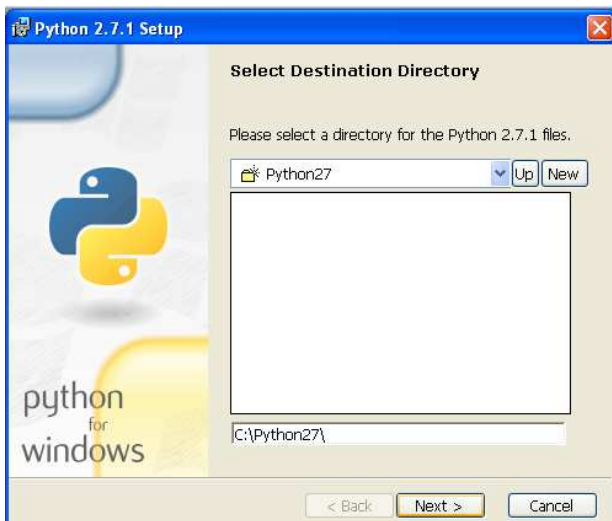 Python 2.7.1 Setup
Select Destination Directory
Please select a directory for the Python 2.7.1 files.
Python27
Up
New
C:\Python27\
python
for
windows
< Back
Next >
Cancel